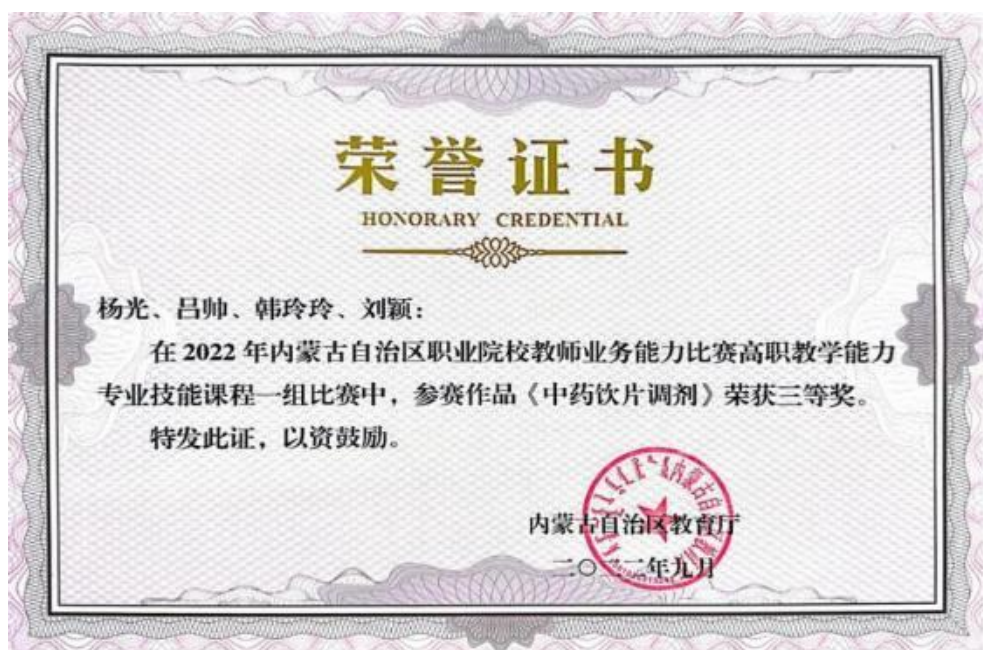 荣誉证书
HONORARY CREDENTIAL
杨光、吕帅、韩玲玲、刘颖：
在 2022 年内蒙古自治区职业院校教师业务能力比赛高职教学能力
专业技能课程一组比赛中，参赛作品《中药饮片调剂》荣获三等奖。
特发此证，以资鼓励。
内蒙古自治区教育厅
二〇二二年九月